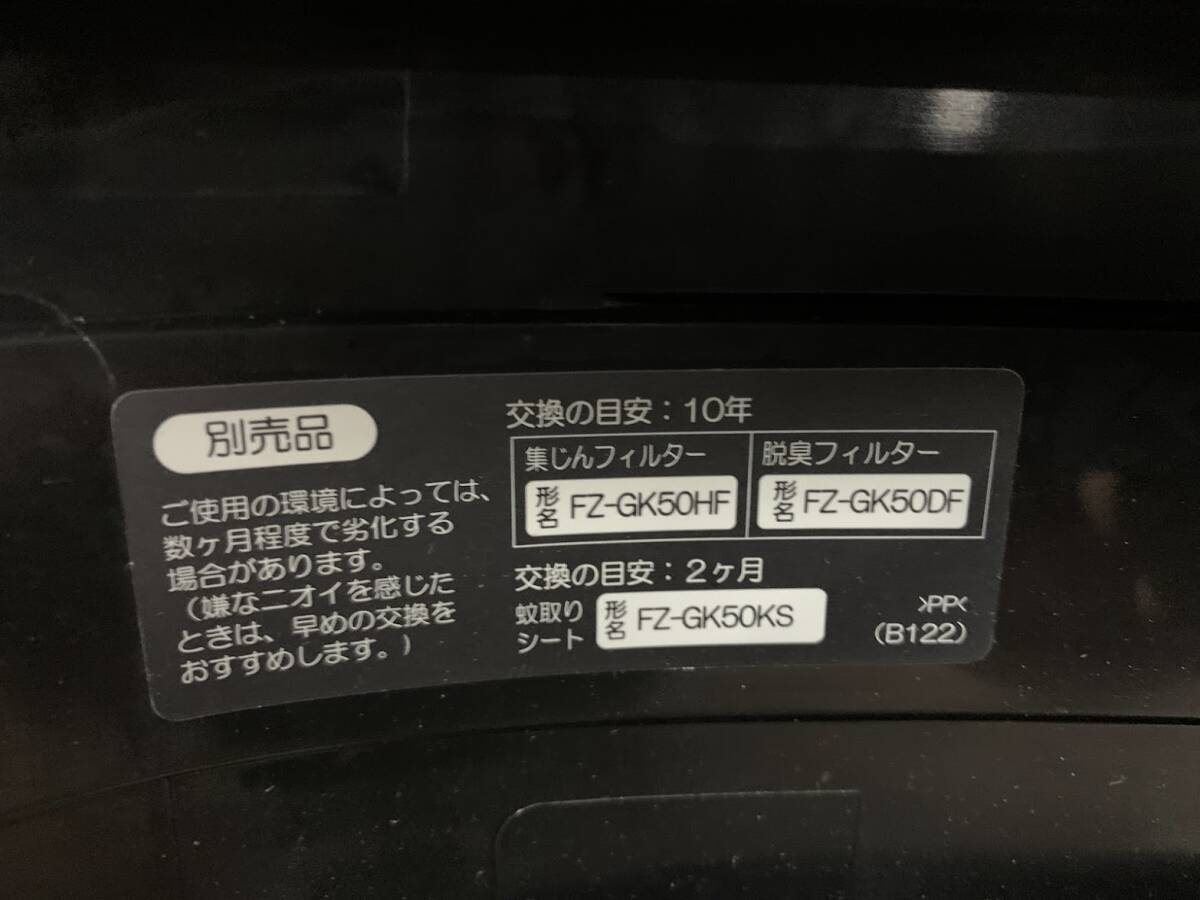 別売品
ご使用の環境によっては、
数ヶ月程度で劣化する
場合があります。
(嫌なニオイを感じた
ときは、早めの交換を
おすすめします。)
交換の目安:10年
集じんフィルター
形名 FZ-GK50HF
脱臭フィルター
形名 FZ-GK50DF
交換の目安:2ヶ月
蚊取り
シート
形名 FZ-GK50KS
>PP<
(B122)